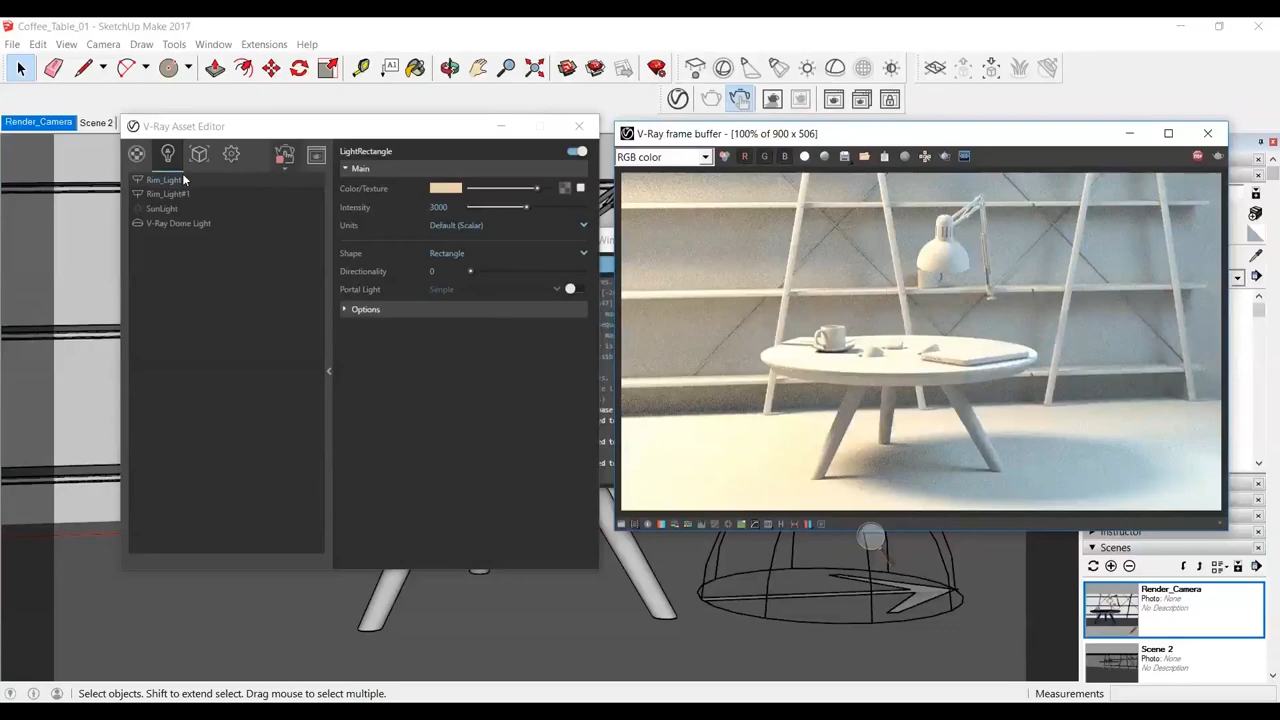 Coffee_Table_01 - SketchUp Make 2017
File Edit View Camera Draw Tools Window Extensions Help
Render_Camera Scene 2
V-Ray Asset Editor
Rim_Light
Rim_Light#1
SunLight
V-Ray Dome Light
LightRectangle
Main
Color/Texture
Intensity 3000
Units Default (Scalar)
Shape Rectangle
Directionality 0
Portal Light Simple
Options
V-Ray frame buffer - [100% of 900 x 506]
RGB color R G B
Instructor
Scenes
Render_Camera
Photo: None
No Description
Scene 2
Photo: None
No Description
Select objects. Shift to extend select. Drag mouse to select multiple.
Measurements